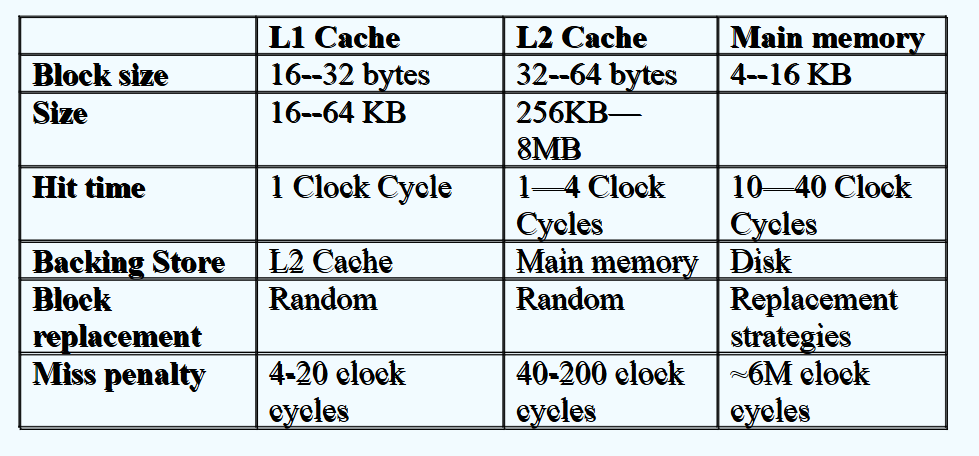 L1 Cache L2 Cache Main memory
Block size 16--32 bytes 32--64 bytes 4--16 KB
Size 16--64 KB 256KB—
8MB
Hit time 1 Clock Cycle 1—4 Clock 10—40 Clock
Cycles Cycles
Backing Store L2 Cache Main memory Disk
Block Random Random Replacement
replacement strategies
Miss penalty 4-20 clock 40-200 clock ~6M clock
cycles cycles cycles